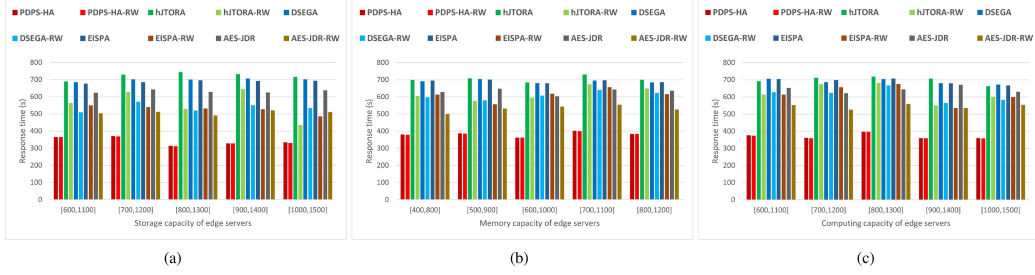 PDPS-HA PDPS-HA-RW hJTORA hJTORA-RW DSEGA
DSEGA-RW EISPA EISPA-RW AES-JDR AES-JDR-RW
800
700
600
500
400
300
200
100
0
Response time (s)
[600,1100] [700,1200] [800,1300] [900,1400] [1000,1500]
Storage capacity of edge servers
(a)
PDPS-HA PDPS-HA-RW hJTORA hJTORA-RW DSEGA
DSEGA-RW EISPA EISPA-RW AES-JDR AES-JDR-RW
800
700
600
500
400
300
200
100
0
Response time (s)
[400,800] [500,900] [600,1000] [700,1100] [800,1200]
Memory capacity of edge servers
(b)
PDPS-HA PDPS-HA-RW hJTORA hJTORA-RW DSEGA
DSEGA-RW EISPA EISPA-RW AES-JDR AES-JDR-RW
800
700
600
500
400
300
200
100
0
Response time (s)
[600,1100] [700,1200] [800,1300] [900,1400] [1000,1500]
Computing capacity of edge servers
(c)